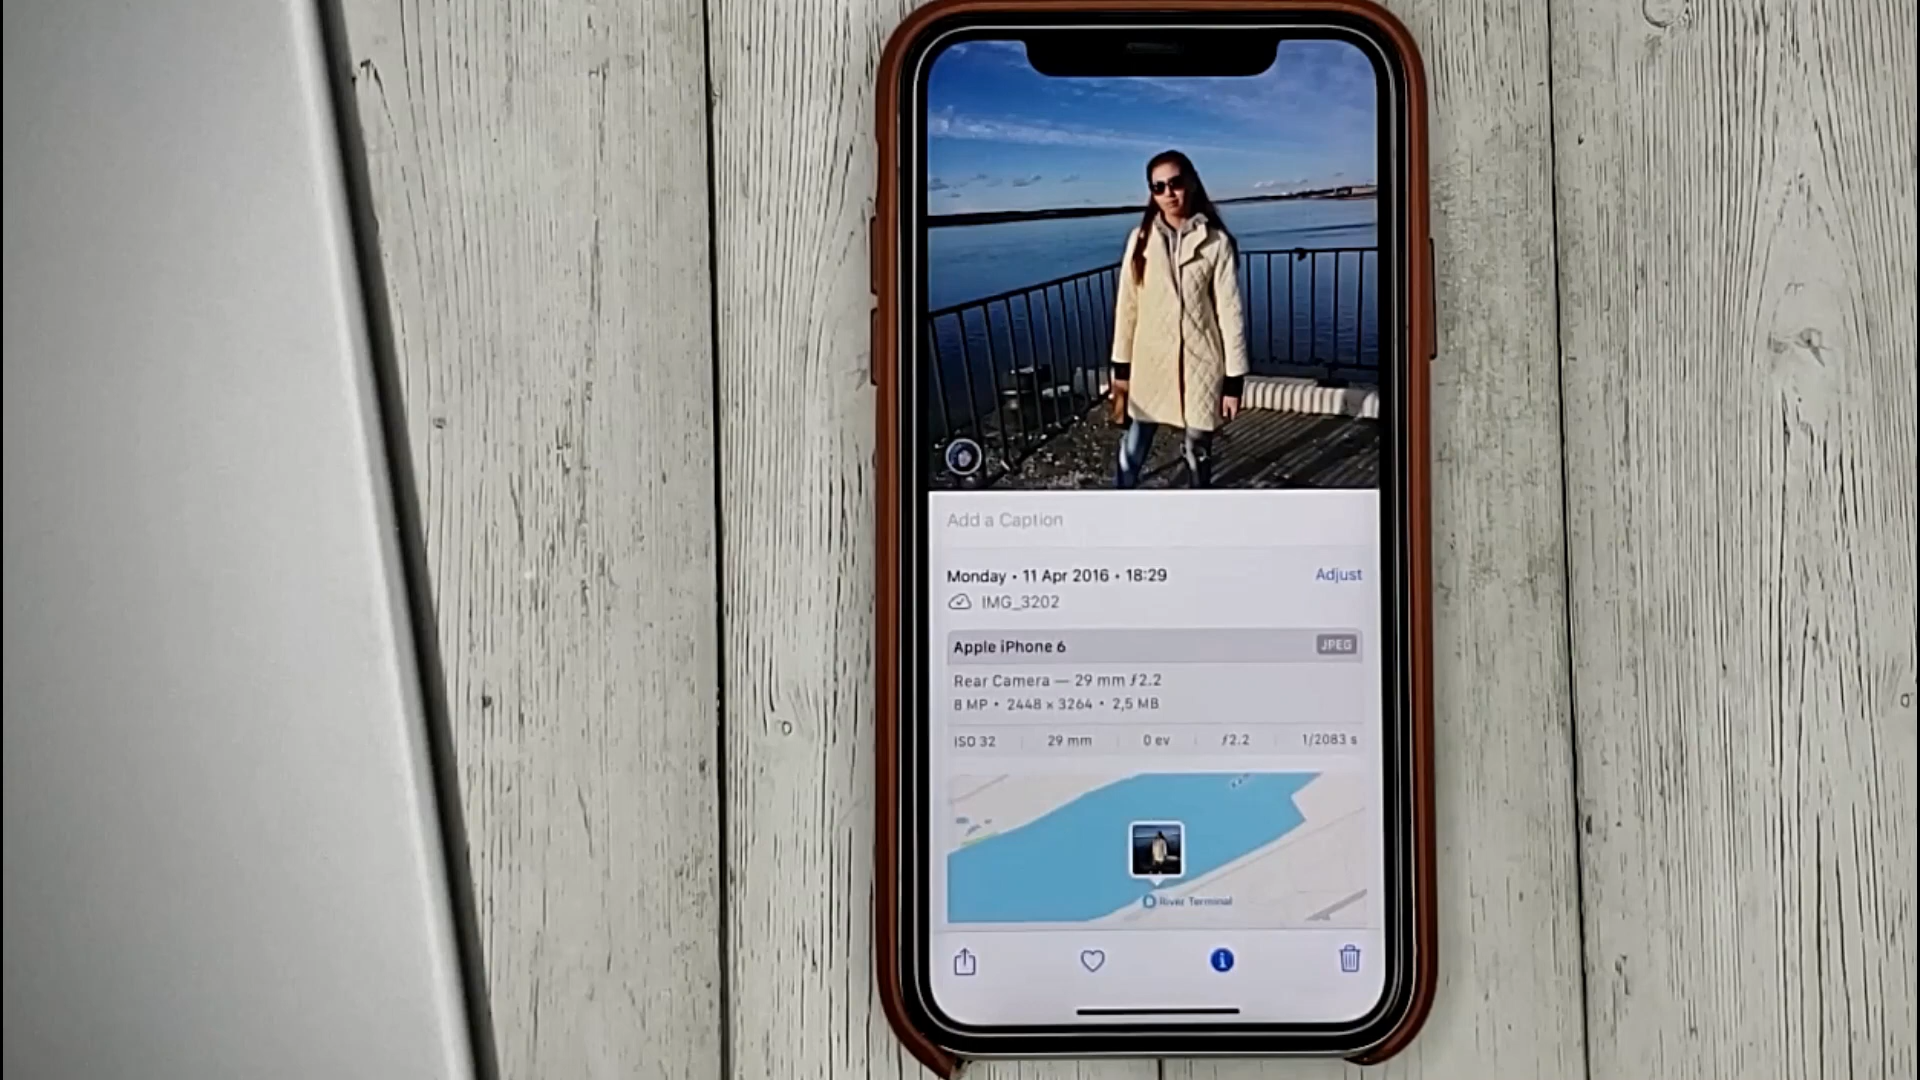 Add a Caption
Monday • 11 Apr 2016 • 18:29
Adjust
IMG_3202
Apple iPhone 6
JPEG
Rear Camera — 29 mm ƒ2.2
8 MP • 2448 x 3264 • 2,5 MB
ISO 32
29 mm
0 ev
ƒ2.2
1/2083 s
River Terminal